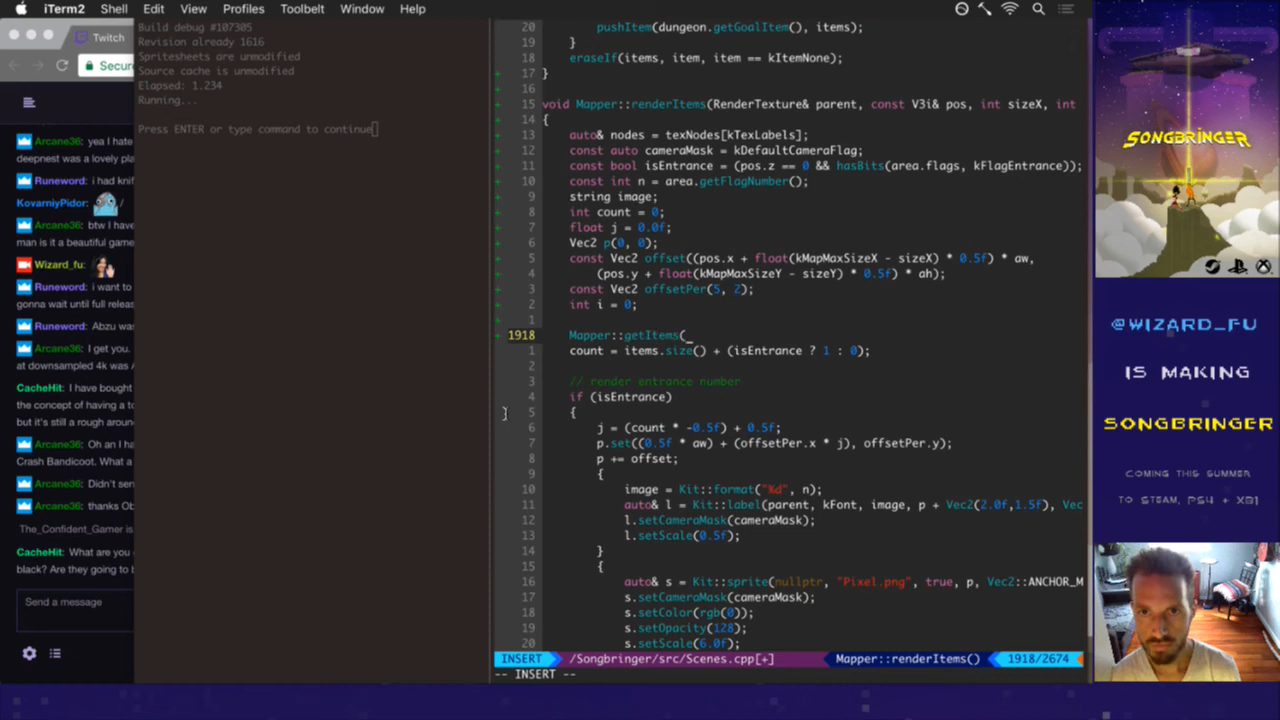 iTerm2 Shell Edit View Profiles Toolbelt Window Help
Twitch
Secure
Arcane36: yea I hate
deepnest was a lovely pla
Runeword: i had knif
KovarniyPidor: /
Arcane36: btw I have
man is it a beautiful game
Wizard_fu:
Runeword: i want to
gonna wait until full releas
Runeword: Abzu was
Arcane36: I get you.
at downsampled 4k was
CacheHit: I have bought
the concept of having a to
but it's still a rough aroun
Arcane36: Oh an I ha
Crash Bandicoot. What a
Arcane36: Didn't sen
Arcane36: thanks Ob
The_Confident_Gamer is
CacheHit: What are you
black? Are they going to b
Send a message
Build debug #107305
Revision already 1616
Spritesheets are unmodified
Source cache is unmodified
Elapsed: 1.234
Running...
Press ENTER or type command to continue
20 pushItem(dungeon.getGoalItem(), items);
19 }
18 eraseIf(items, item, item == kItemNone);
+ 17 }
+ 16
+ 15 void Mapper::renderItems(RenderTexture& parent, const V3i& pos, int sizeX, int
+ 14 {
+ 13 auto& nodes = texNodes[kTexLabels];
+ 12 const auto cameraMask = kDefaultCameraFlag;
+ 11 const bool isEntrance = (pos.z == 0 && hasBits(area.flags, kFlagEntrance));
+ 10 const int n = area.getFlagNumber();
+ 9 string image;
+ 8 int count = 0;
+ 7 float j = 0.0f;
+ 6 Vec2 p(0, 0);
+ 5 const Vec2 offset((pos.x + float(kMapMaxSizeX - sizeX) * 0.5f) * aw,
+ 4 (pos.y + float(kMapMaxSizeY - sizeY) * 0.5f) * ah);
+ 3 const Vec2 offsetPer(5, 2);
+ 2 int i = 0;
+ 1
+ 1918 Mapper::getItems(_
1 count = items.size() + (isEntrance ? 1 : 0);
2
3 // render entrance number
4 if (isEntrance)
5 {
6 j = (count * -0.5f) + 0.5f;
7 p.set((0.5f * aw) + (offsetPer.x * j), offsetPer.y);
8 p += offset;
9 {
10 image = Kit::format("%d", n);
11 auto& l = Kit::label(parent, kFont, image, p + Vec2(2.0f,1.5f), Vec
12 l.setCameraMask(cameraMask);
13 l.setScale(0.5f);
14 }
15 {
16 auto& s = Kit::sprite(nullptr, "Pixel.png", true, p, Vec2::ANCHOR_M
17 s.setCameraMask(cameraMask);
18 s.setColor(rgb(0));
19 s.setOpacity(128);
20 s.setScale(6.0f);
INSERT /Songbringer/src/Scenes.cpp[+] Mapper::renderItems() 1918/2674
-- INSERT --
SONGBRINGER
@WIZARD_FU
IS MAKING
SONGBRINGER
COMING THIS SUMMER
TO STEAM, PS4 + XB1